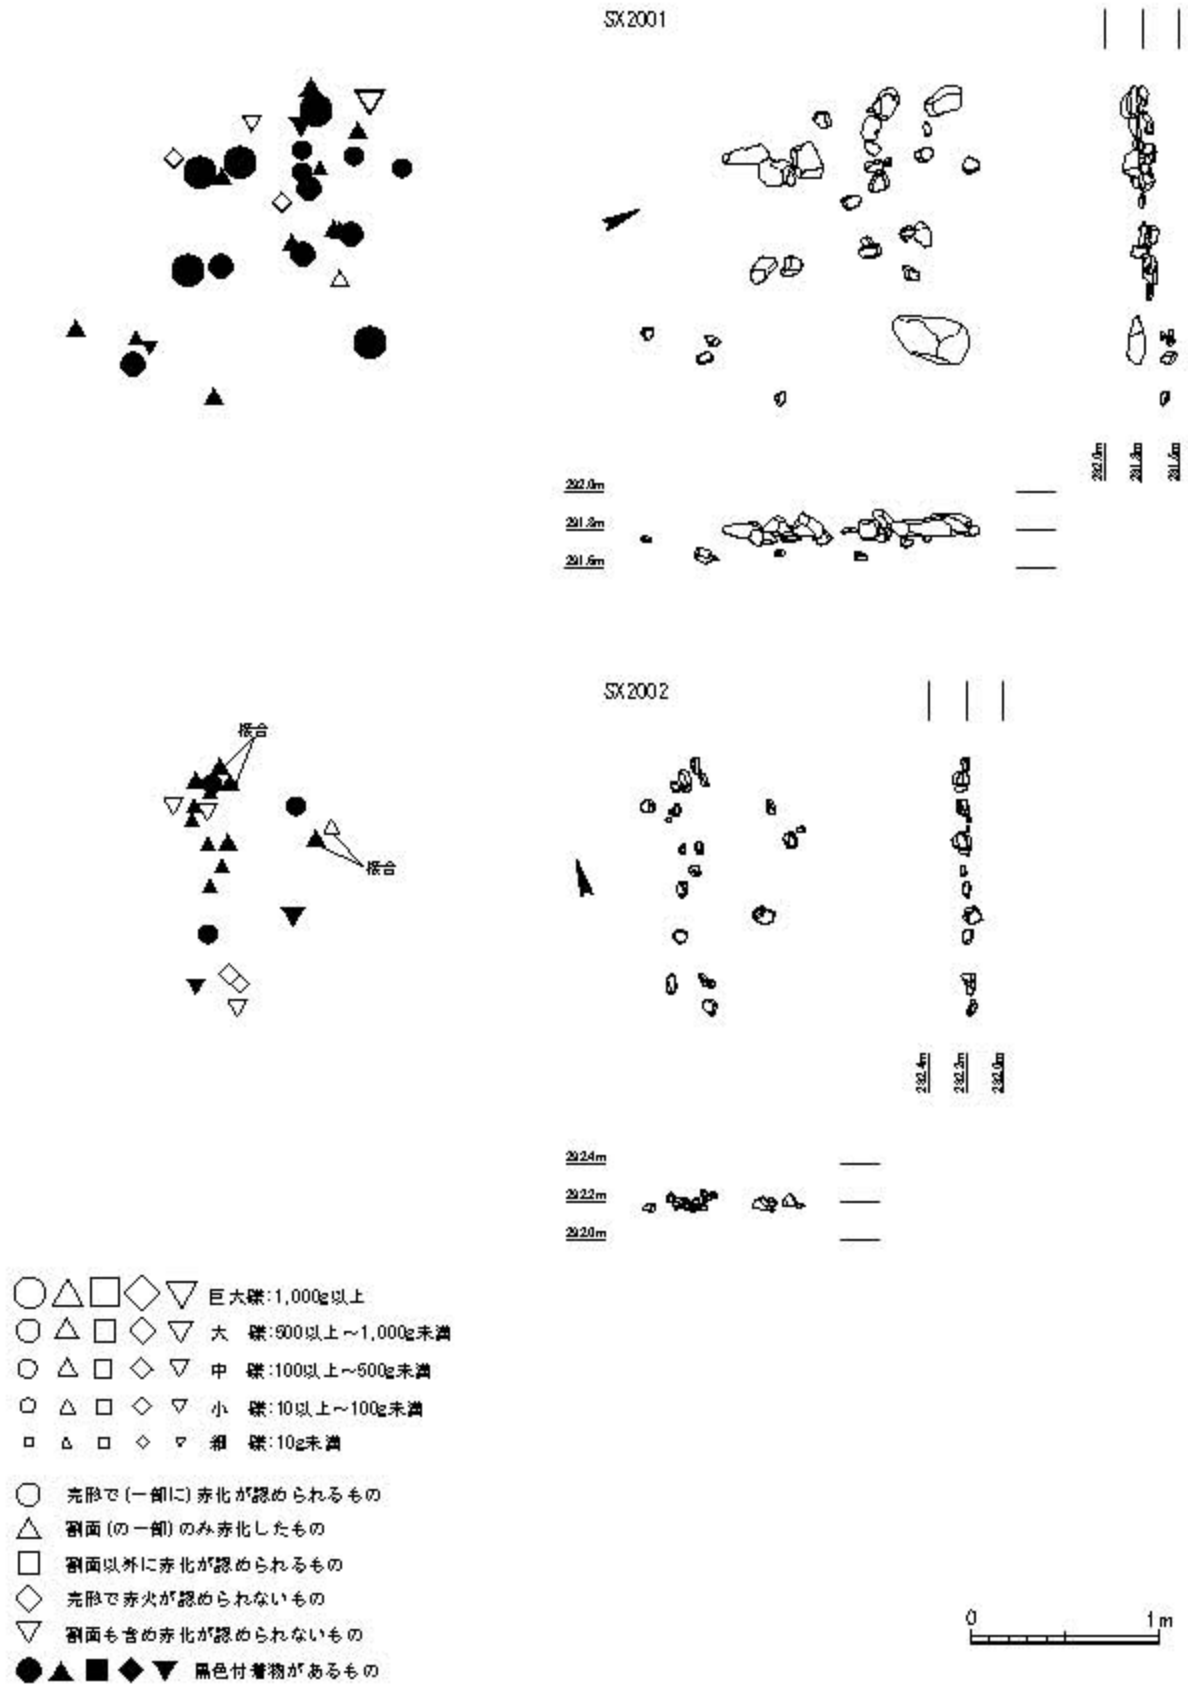 SX2001
292.0m
291.8m
291.6m
292.0m
291.8m
291.6m
SX2002
接合
接合
292.4m
292.2m
292.0m
292.4m
292.2m
292.0m
巨大礫:1,000g以上
大 礫:500以上～1,000g未満
中 礫:100以上～500g未満
小 礫:10以上～100g未満
細 礫:10g未満
完形で(一部に)赤化が認められるもの
割面(の一部)のみ赤化したもの
割面以外に赤化が認められるもの
完形で赤火が認められないもの
割面も含め赤化が認められないもの
黒色付着物があるもの
0 1m